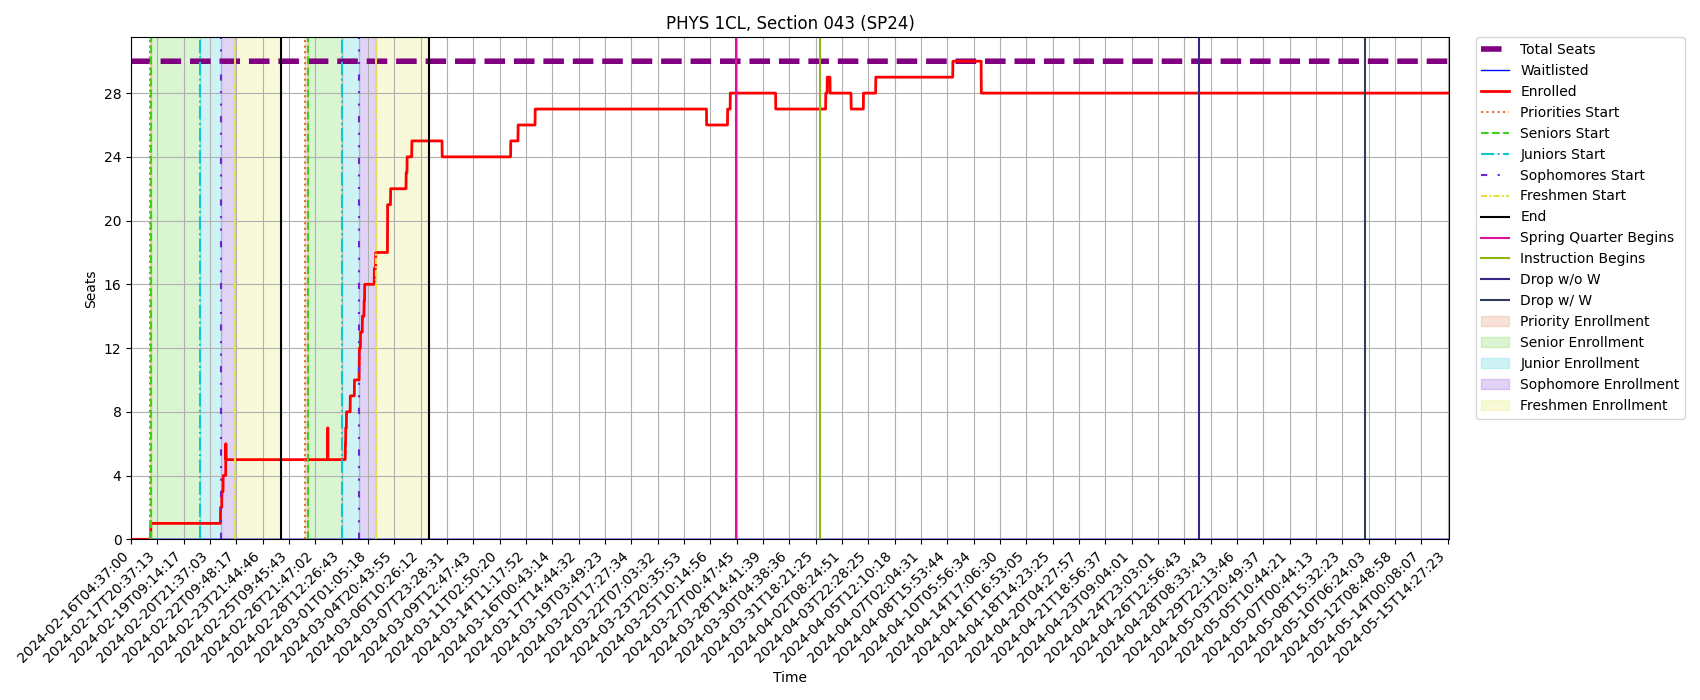 PHYS 1CL, Section 043 (SP24)
Seats
28
24
20
16
12
8
4
0
2024-02-16T04:37:00
2024-02-17T20:37:13
2024-02-19T09:14:17
2024-02-20T21:37:03
2024-02-22T09:48:17
2024-02-23T21:44:46
2024-02-25T09:45:43
2024-02-26T21:47:02
2024-02-28T12:26:43
2024-03-01T01:05:18
2024-03-04T20:43:55
2024-03-06T10:26:12
2024-03-07T23:28:31
2024-03-09T12:47:43
2024-03-11T02:50:20
2024-03-14T11:17:52
2024-03-16T00:43:14
2024-03-17T14:44:32
2024-03-19T03:49:23
2024-03-20T17:27:34
2024-03-22T07:03:32
2024-03-23T20:35:53
2024-03-25T10:14:56
2024-03-27T00:47:45
2024-03-28T14:41:39
2024-03-30T04:38:36
2024-03-31T18:21:25
2024-04-02T08:24:51
2024-04-03T22:28:25
2024-04-05T12:10:18
2024-04-07T02:04:31
2024-04-08T15:53:44
2024-04-10T05:56:34
2024-04-14T17:06:30
2024-04-16T16:53:05
2024-04-18T14:23:25
2024-04-20T04:27:57
2024-04-21T18:56:37
2024-04-23T09:04:01
2024-04-24T23:03:01
2024-04-26T12:56:43
2024-04-28T08:33:43
2024-04-29T22:13:46
2024-05-03T20:49:37
2024-05-05T10:44:21
2024-05-07T00:44:13
2024-05-08T15:32:23
2024-05-10T06:24:03
2024-05-12T08:48:58
2024-05-14T00:08:07
2024-05-15T14:27:23
Time
Total Seats
Waitlisted
Enrolled
Priorities Start
Seniors Start
Juniors Start
Sophomores Start
Freshmen Start
End
Spring Quarter Begins
Instruction Begins
Drop w/o W
Drop w/ W
Priority Enrollment
Senior Enrollment
Junior Enrollment
Sophomore Enrollment
Freshmen Enrollment